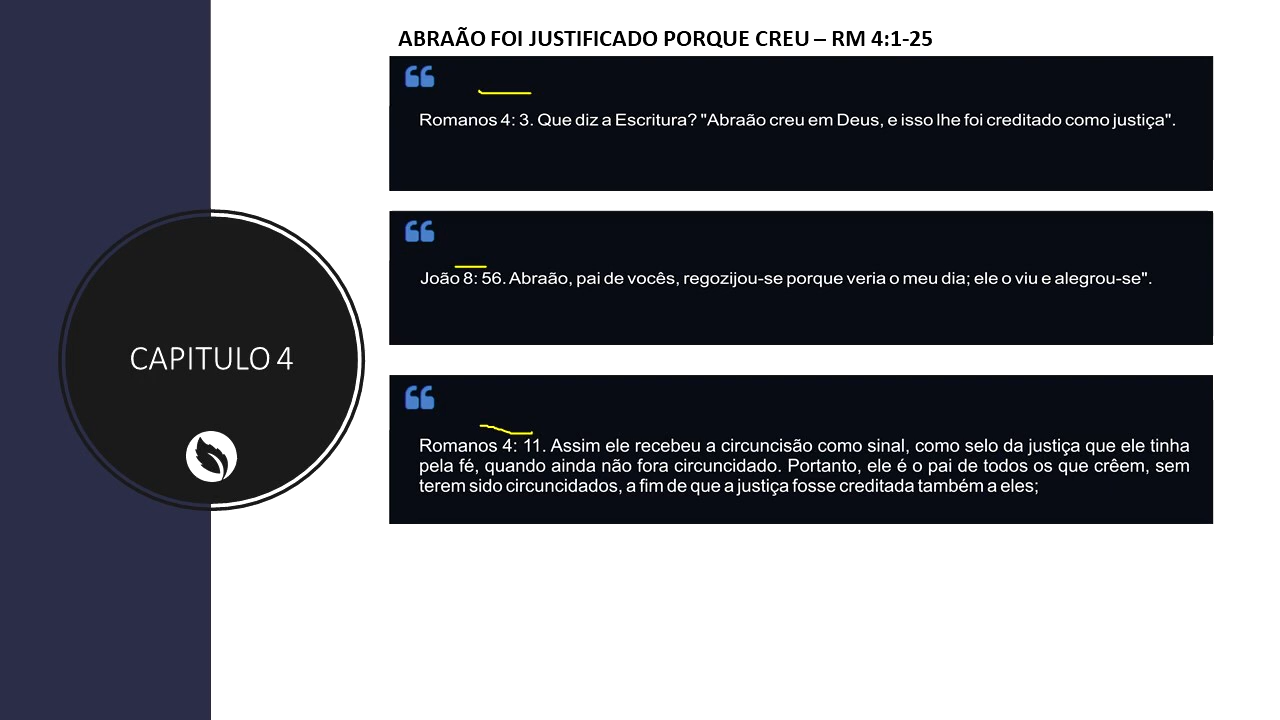 ABRAÃO FOI JUSTIFICADO PORQUE CREU – RM 4:1-25
Romanos 4: 3. Que diz a Escritura? "Abraão creu em Deus, e isso lhe foi creditado como justiça".
João 8: 56. Abraão, pai de vocês, regozijou-se porque veria o meu dia; ele o viu e alegrou-se".
CAPITULO 4
Romanos 4: 11. Assim ele recebeu a circuncisão como sinal, como selo da justiça que ele tinha
pela fé, quando ainda não fora circuncidado. Portanto, ele é o pai de todos os que crêem, sem
terem sido circuncidados, a fim de que a justiça fosse creditada também a eles;